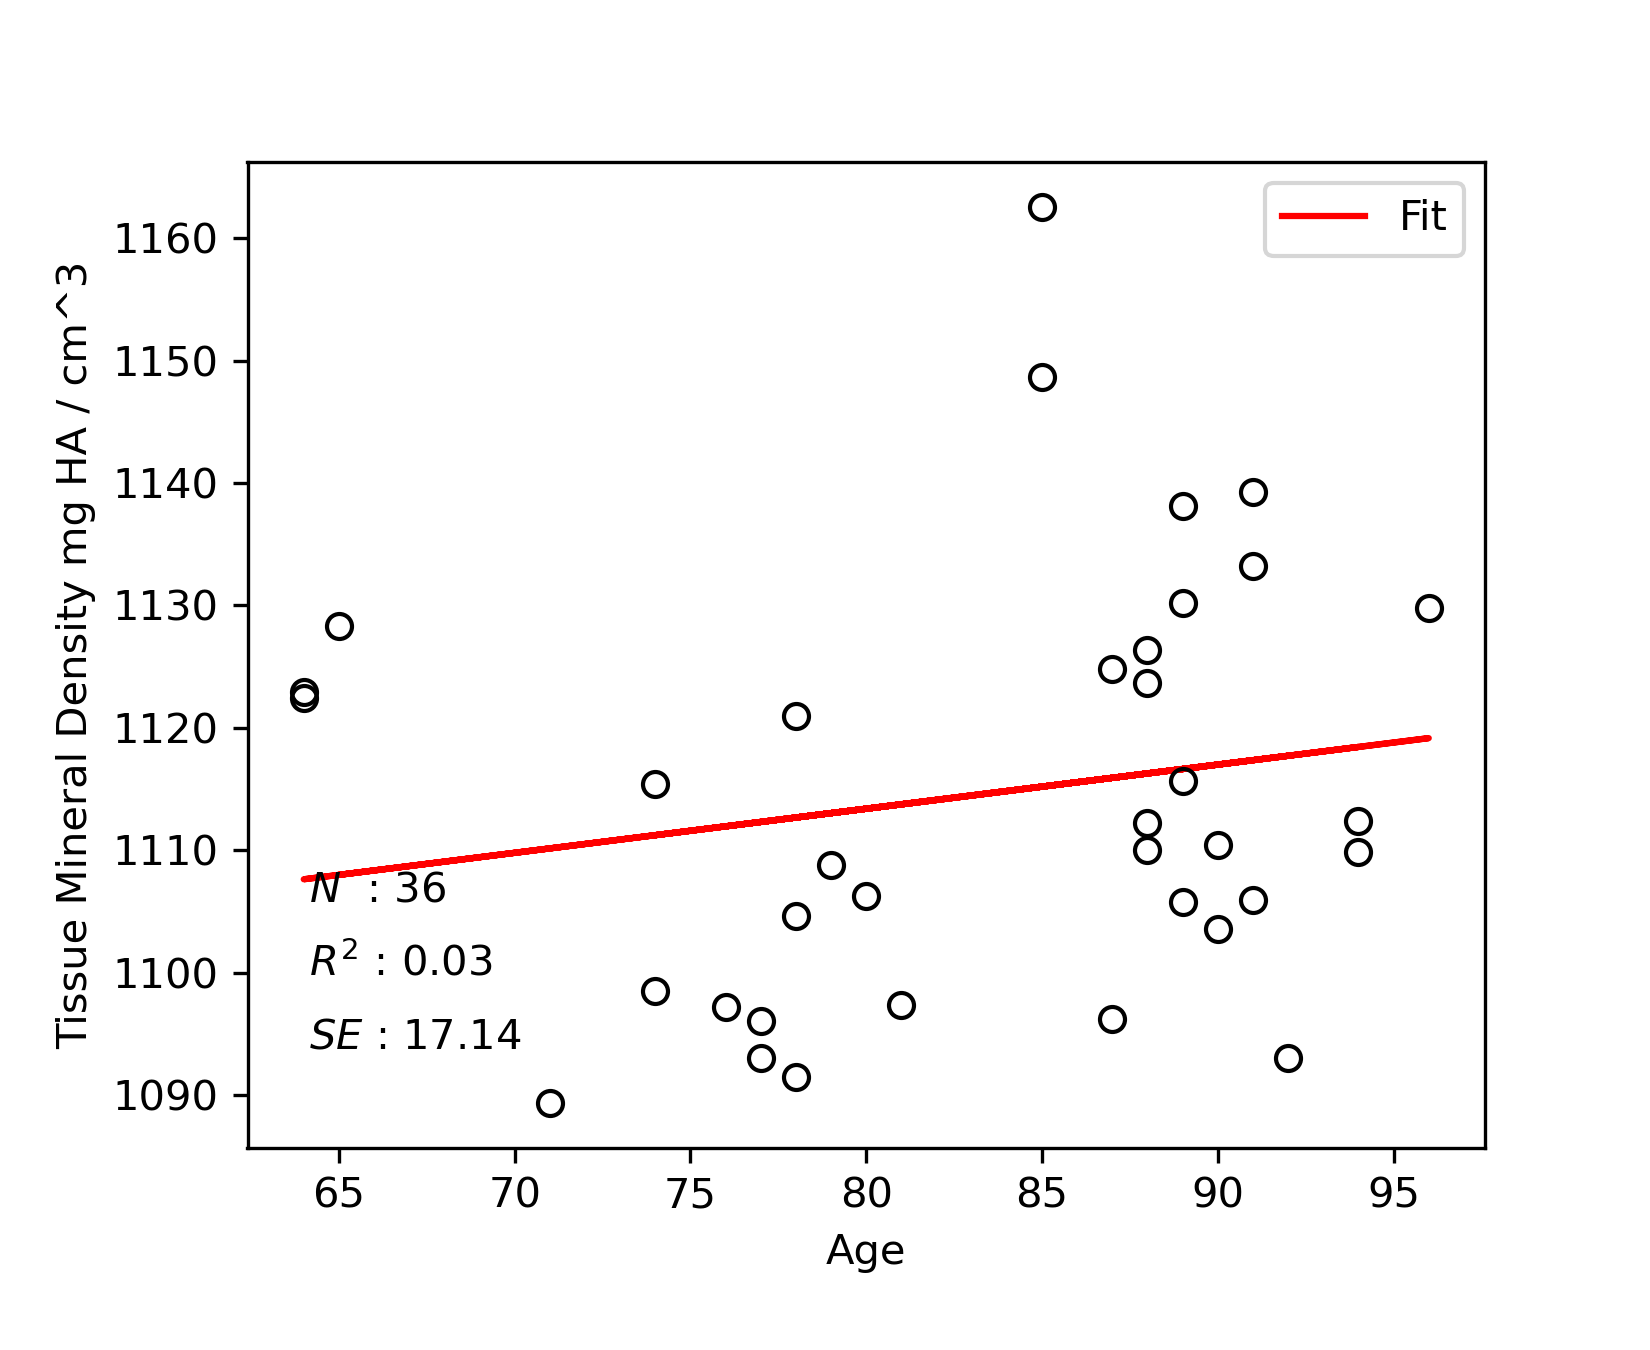 Fit
Tissue Mineral Density mg HA / cm^3
1160
1150
1140
1130
1120
1110
1100
1090
N : 36
R² : 0.03
SE : 17.14
65 70 75 80 85 90 95
Age